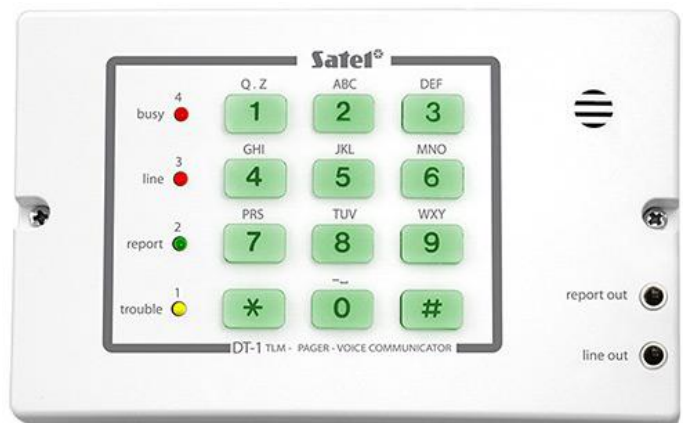 Satel
Q . Z ABC DEF
4
busy 1 2 3
GHI JKL MNO
3
line 4 5 6
PRS TUV WXY
2
report 7 8 9
1
trouble * 0 #
report out
line out
DT-1 TLM - PAGER - VOICE COMMUNICATOR